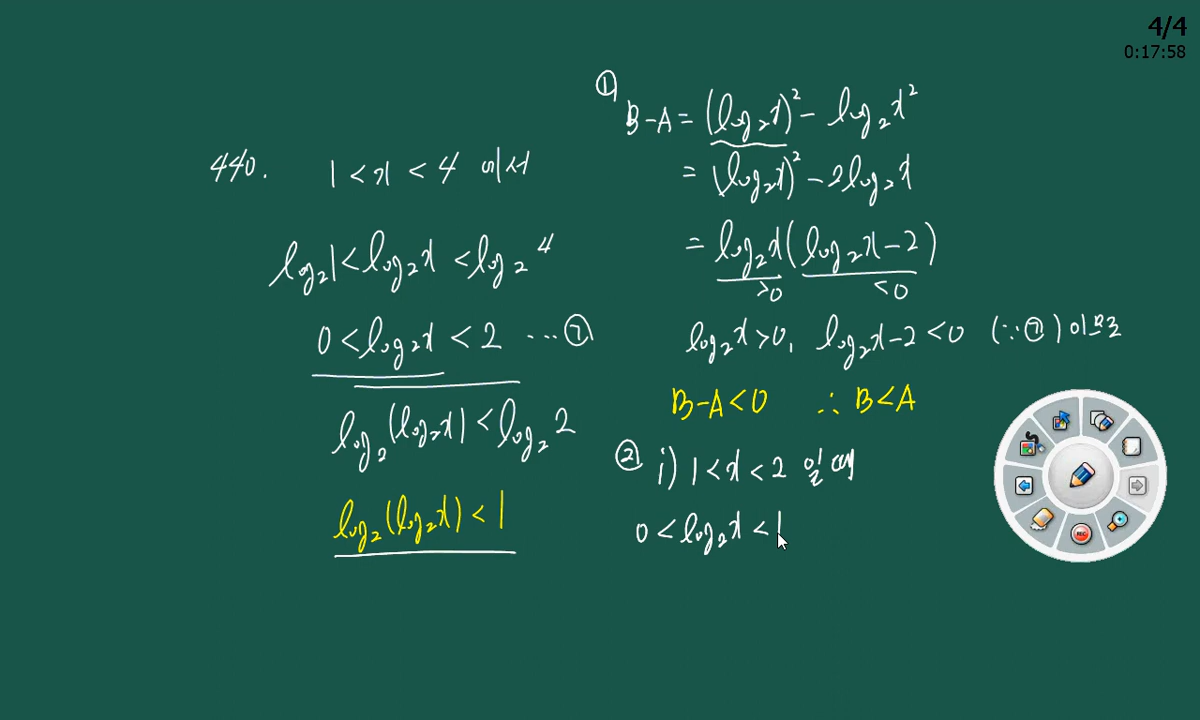 4/4
0:17:58
440. 1 < x < 4 에서
log₂1 < log₂x < log₂4
0 < log₂x < 2 ··· ㉠
log₂(log₂x) < log₂2
log₂(log₂x) < 1
①
B-A = (log₂x)² - log₂x²
= (log₂x)² - 2log₂x
= log₂x(log₂x-2)
>0 <0
log₂x>0, log₂x-2<0 (∵㉠)이므로
B-A<0 ∴ B<A
② i) 1<x<2 일 때
0 < log₂x < 1
REC